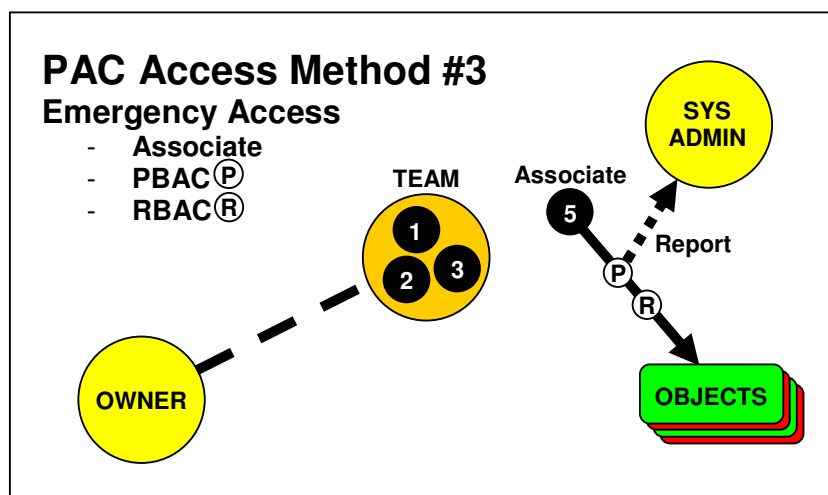 PAC Access Method #3
Emergency Access
- Associate
- PBAC Ⓟ
- RBAC Ⓡ
SYS
ADMIN
TEAM
Associate
1
2
3
5
Report
P
R
OWNER
OBJECTS